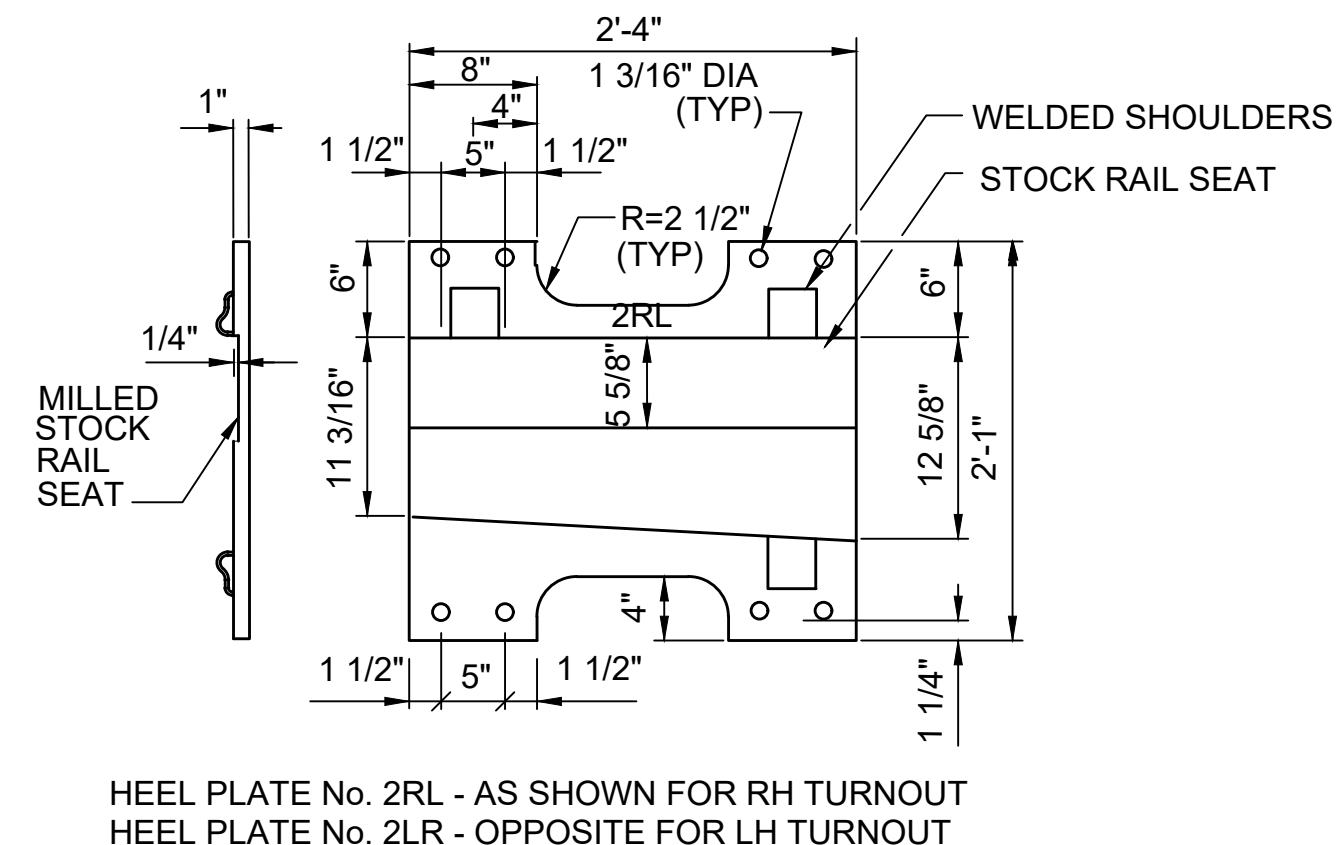 2'-4"
8"
1 3/16" DIA
(TYP)
1"
4"
WELDED SHOULDERS
1 1/2"
5"
1 1/2"
STOCK RAIL SEAT
R=2 1/2"
(TYP)
6"
6"
2RL
1/4"
5 5/8"
MILLED
STOCK
RAIL
SEAT
11 3/16"
12 5/8"
2'-1"
4"
1 1/2"
5"
1 1/2"
1 1/4"
HEEL PLATE No. 2RL - AS SHOWN FOR RH TURNOUT
HEEL PLATE No. 2LR - OPPOSITE FOR LH TURNOUT